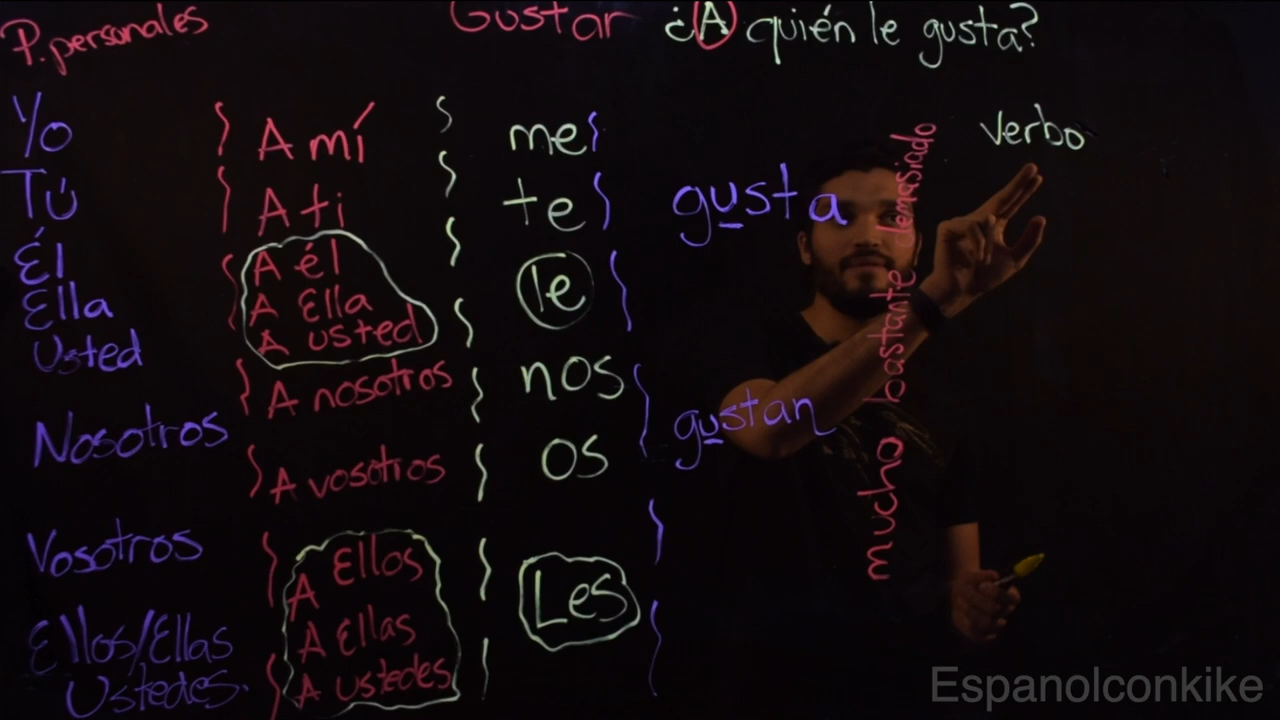 P. personales
Gustar
¿A quién le gusta?
Yo
Tú
Él
Ella
Usted
Nosotros
Vosotros
Ellos/Ellas
Ustedes.
A mí
A ti
A él
A Ella
A usted
A nosotros
A vosotros
A Ellos
A Ellas
A ustedes
me
te
le
nos
os
Les
gusta
gustan
mucho bastante demasiado
verbo
Espanolconkike